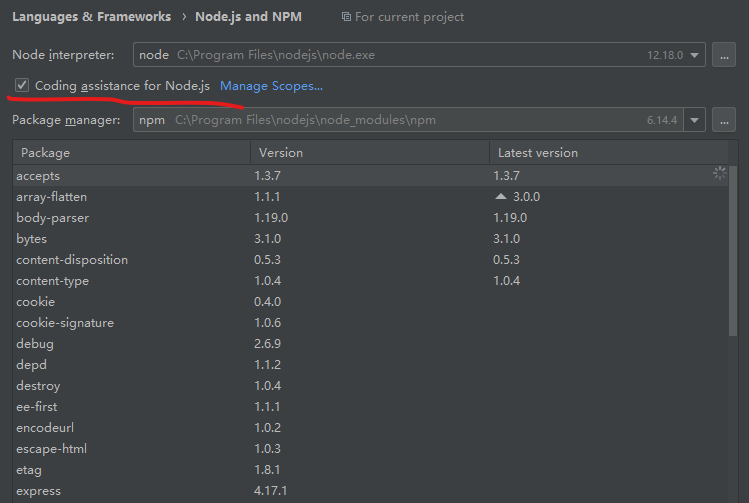 Languages & Frameworks › Node.js and NPM For current project
Node interpreter: node C:\Program Files\nodejs\node.exe 12.18.0 ...
Coding assistance for Node.js Manage Scopes...
Package manager: npm C:\Program Files\nodejs\node_modules\npm 6.14.4 ...
Package Version Latest version
accepts 1.3.7 1.3.7
array-flatten 1.1.1 3.0.0
body-parser 1.19.0 1.19.0
bytes 3.1.0 3.1.0
content-disposition 0.5.3 0.5.3
content-type 1.0.4 1.0.4
cookie 0.4.0
cookie-signature 1.0.6
debug 2.6.9
depd 1.1.2
destroy 1.0.4
ee-first 1.1.1
encodeurl 1.0.2
escape-html 1.0.3
etag 1.8.1
express 4.17.1